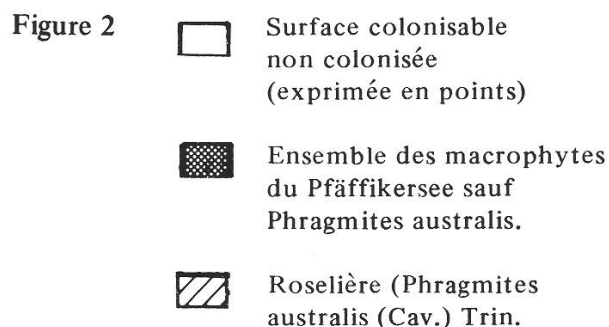 Figure 2
Surface colonisable
non colonisée
(exprimée en points)
Ensemble des macrophytes
du Pfäffikersee sauf
Phragmites australis.
Roselière (Phragmites
australis (Cav.) Trin.